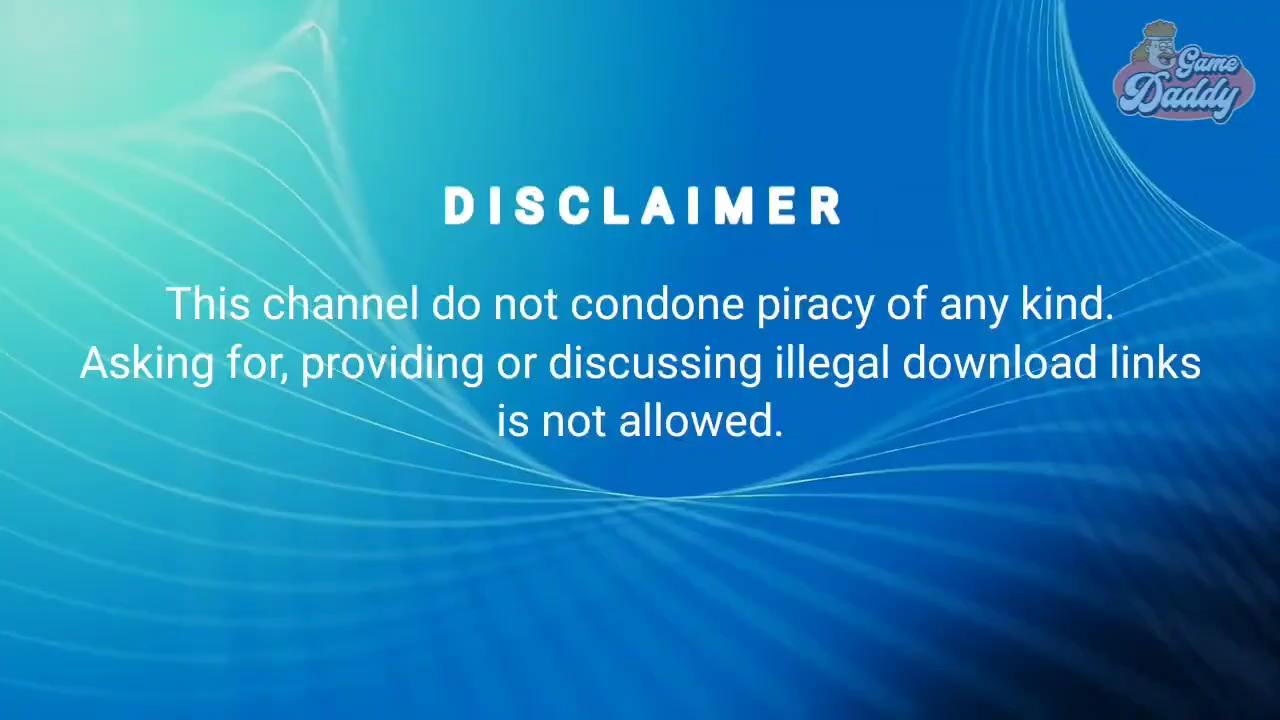 Game
Daddy
DISCLAIMER
This channel do not condone piracy of any kind.
Asking for, providing or discussing illegal download links
is not allowed.